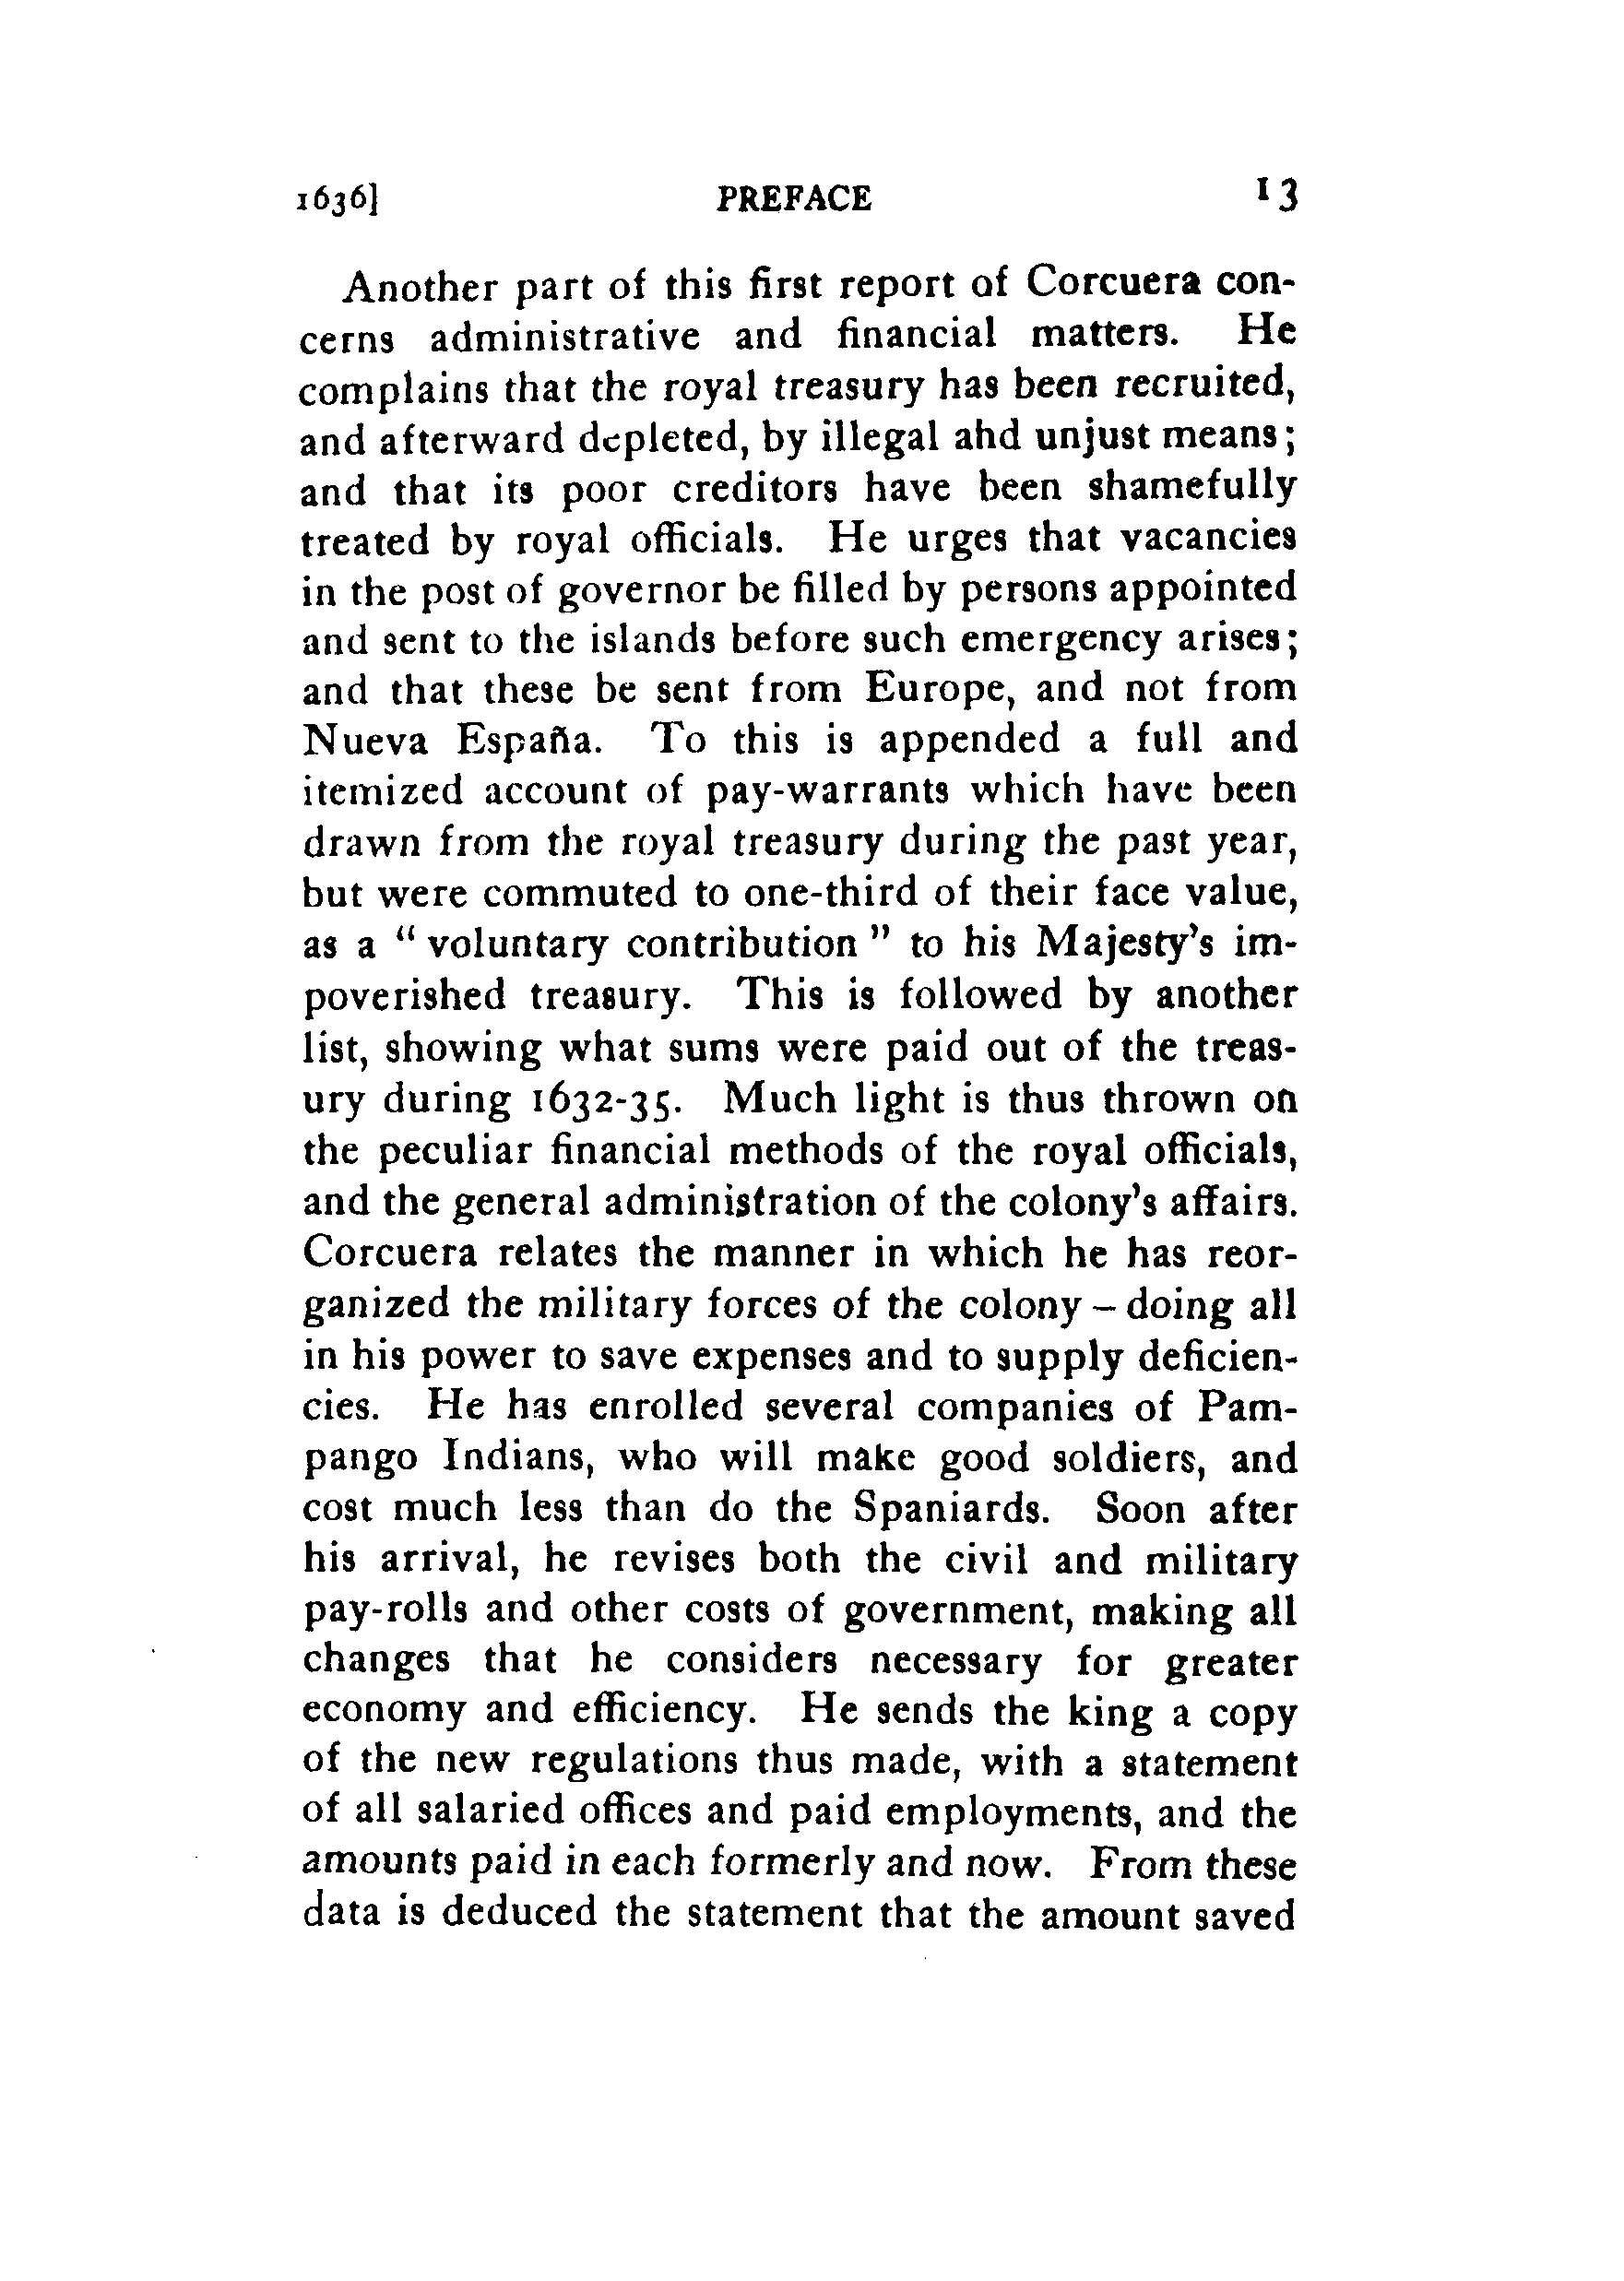 1636] PREFACE 13
Another part of this first report of Corcuera con-
cerns administrative and financial matters. He
complains that the royal treasury has been recruited,
and afterward depleted, by illegal ahd unjust means;
and that its poor creditors have been shamefully
treated by royal officials. He urges that vacancies
in the post of governor be filled by persons appointed
and sent to the islands before such emergency arises;
and that these be sent from Europe, and not from
Nueva España. To this is appended a full and
itemized account of pay-warrants which have been
drawn from the royal treasury during the past year,
but were commuted to one-third of their face value,
as a " voluntary contribution " to his Majesty's im-
poverished treasury. This is followed by another
list, showing what sums were paid out of the treas-
ury during 1632-35. Much light is thus thrown on
the peculiar financial methods of the royal officials,
and the general administration of the colony's affairs.
Corcuera relates the manner in which he has reor-
ganized the military forces of the colony – doing all
in his power to save expenses and to supply deficien-
cies. He has enrolled several companies of Pam-
pango Indians, who will make good soldiers, and
cost much less than do the Spaniards. Soon after
his arrival, he revises both the civil and military
pay-rolls and other costs of government, making all
changes that he considers necessary for greater
economy and efficiency. He sends the king a copy
of the new regulations thus made, with a statement
of all salaried offices and paid employments, and the
amounts paid in each formerly and now. From these
data is deduced the statement that the amount saved